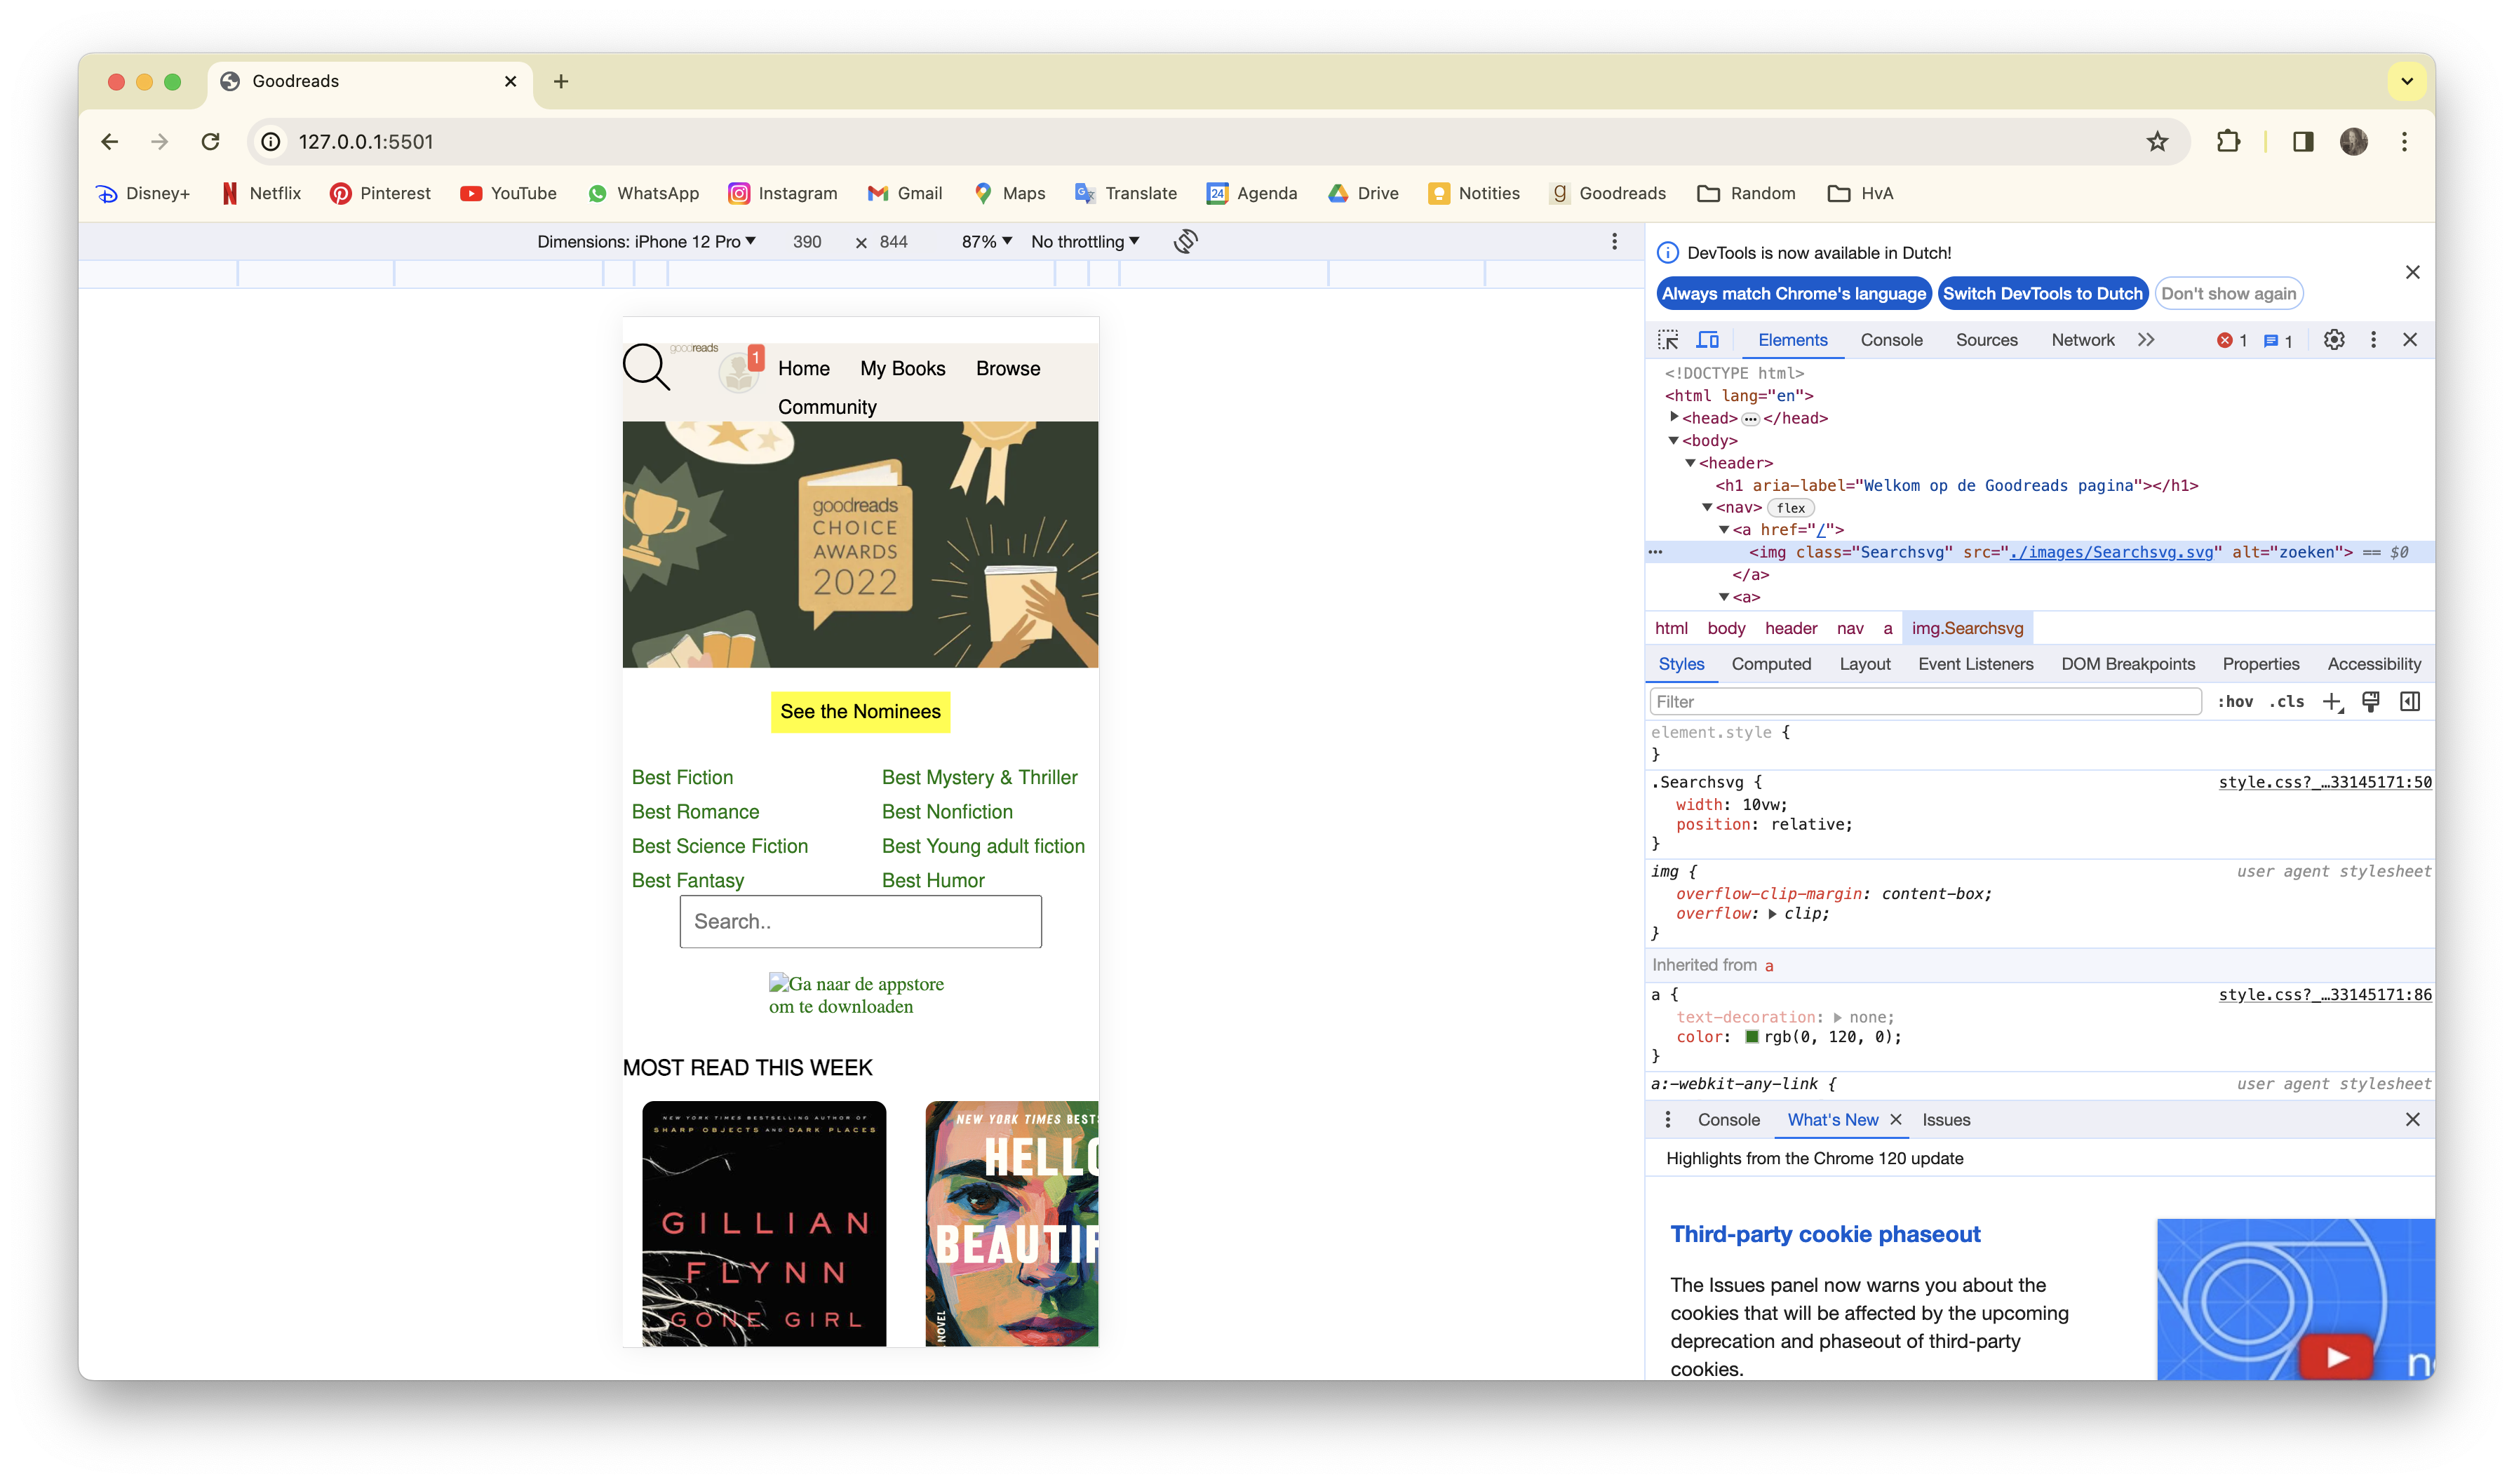 Goodreads
127.0.0.1:5501
Disney+ Netflix Pinterest YouTube WhatsApp Instagram Gmail Maps Translate 24 Agenda Drive Notities Goodreads Random HvA
Dimensions: iPhone 12 Pro 390 × 844 87% No throttling
goodreads
1
Home My Books Browse
Community
goodreads
CHOICE
AWARDS
2022
See the Nominees
Best Fiction Best Mystery & Thriller
Best Romance Best Nonfiction
Best Science Fiction Best Young adult fiction
Best Fantasy Best Humor
Search..
Ga naar de appstore
om te downloaden
MOST READ THIS WEEK
NEW YORK TIMES BESTSELLING AUTHOR OF
SHARP OBJECTS AND DARK PLACES
GILLIAN
FLYNN
GONE GIRL
NEW YORK TIMES BEST
HELLO
BEAUTIF
NOVEL
DevTools is now available in Dutch!
Always match Chrome's language Switch DevTools to Dutch Don't show again
Elements Console Sources Network 1 1
<!DOCTYPE html>
<html lang="en">
<head> ••• </head>
<body>
<header>
<h1 aria-label="Welkom op de Goodreads pagina"></h1>
<nav> flex
<a href="/">
<img class="Searchsvg" src="./images/Searchsvg.svg" alt="zoeken"> == $0
</a>
<a>
html body header nav a img.Searchsvg
Styles Computed Layout Event Listeners DOM Breakpoints Properties Accessibility
Filter :hov .cls
element.style {
}
.Searchsvg { style.css?_…33145171:50
width: 10vw;
position: relative;
}
img { user agent stylesheet
overflow-clip-margin: content-box;
overflow: clip;
}
Inherited from a
a { style.css?_…33145171:86
text-decoration: none;
color: rgb(0, 120, 0);
}
a:-webkit-any-link { user agent stylesheet
Console What's New Issues
Highlights from the Chrome 120 update
Third-party cookie phaseout
The Issues panel now warns you about the
cookies that will be affected by the upcoming
deprecation and phaseout of third-party
cookies.